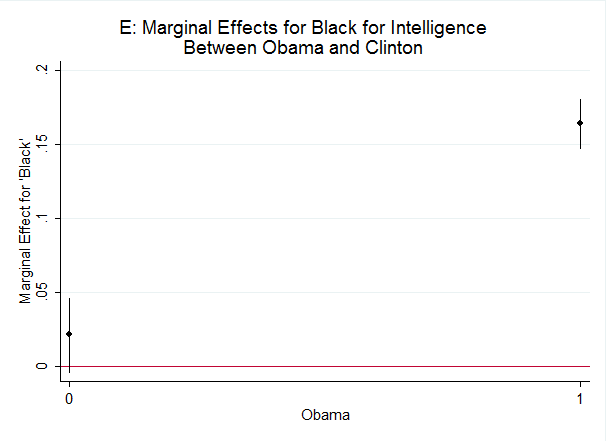 E: Marginal Effects for Black for Intelligence
Between Obama and Clinton
Marginal Effect for 'Black'
.2
.15
.1
.05
0
0
1
Obama